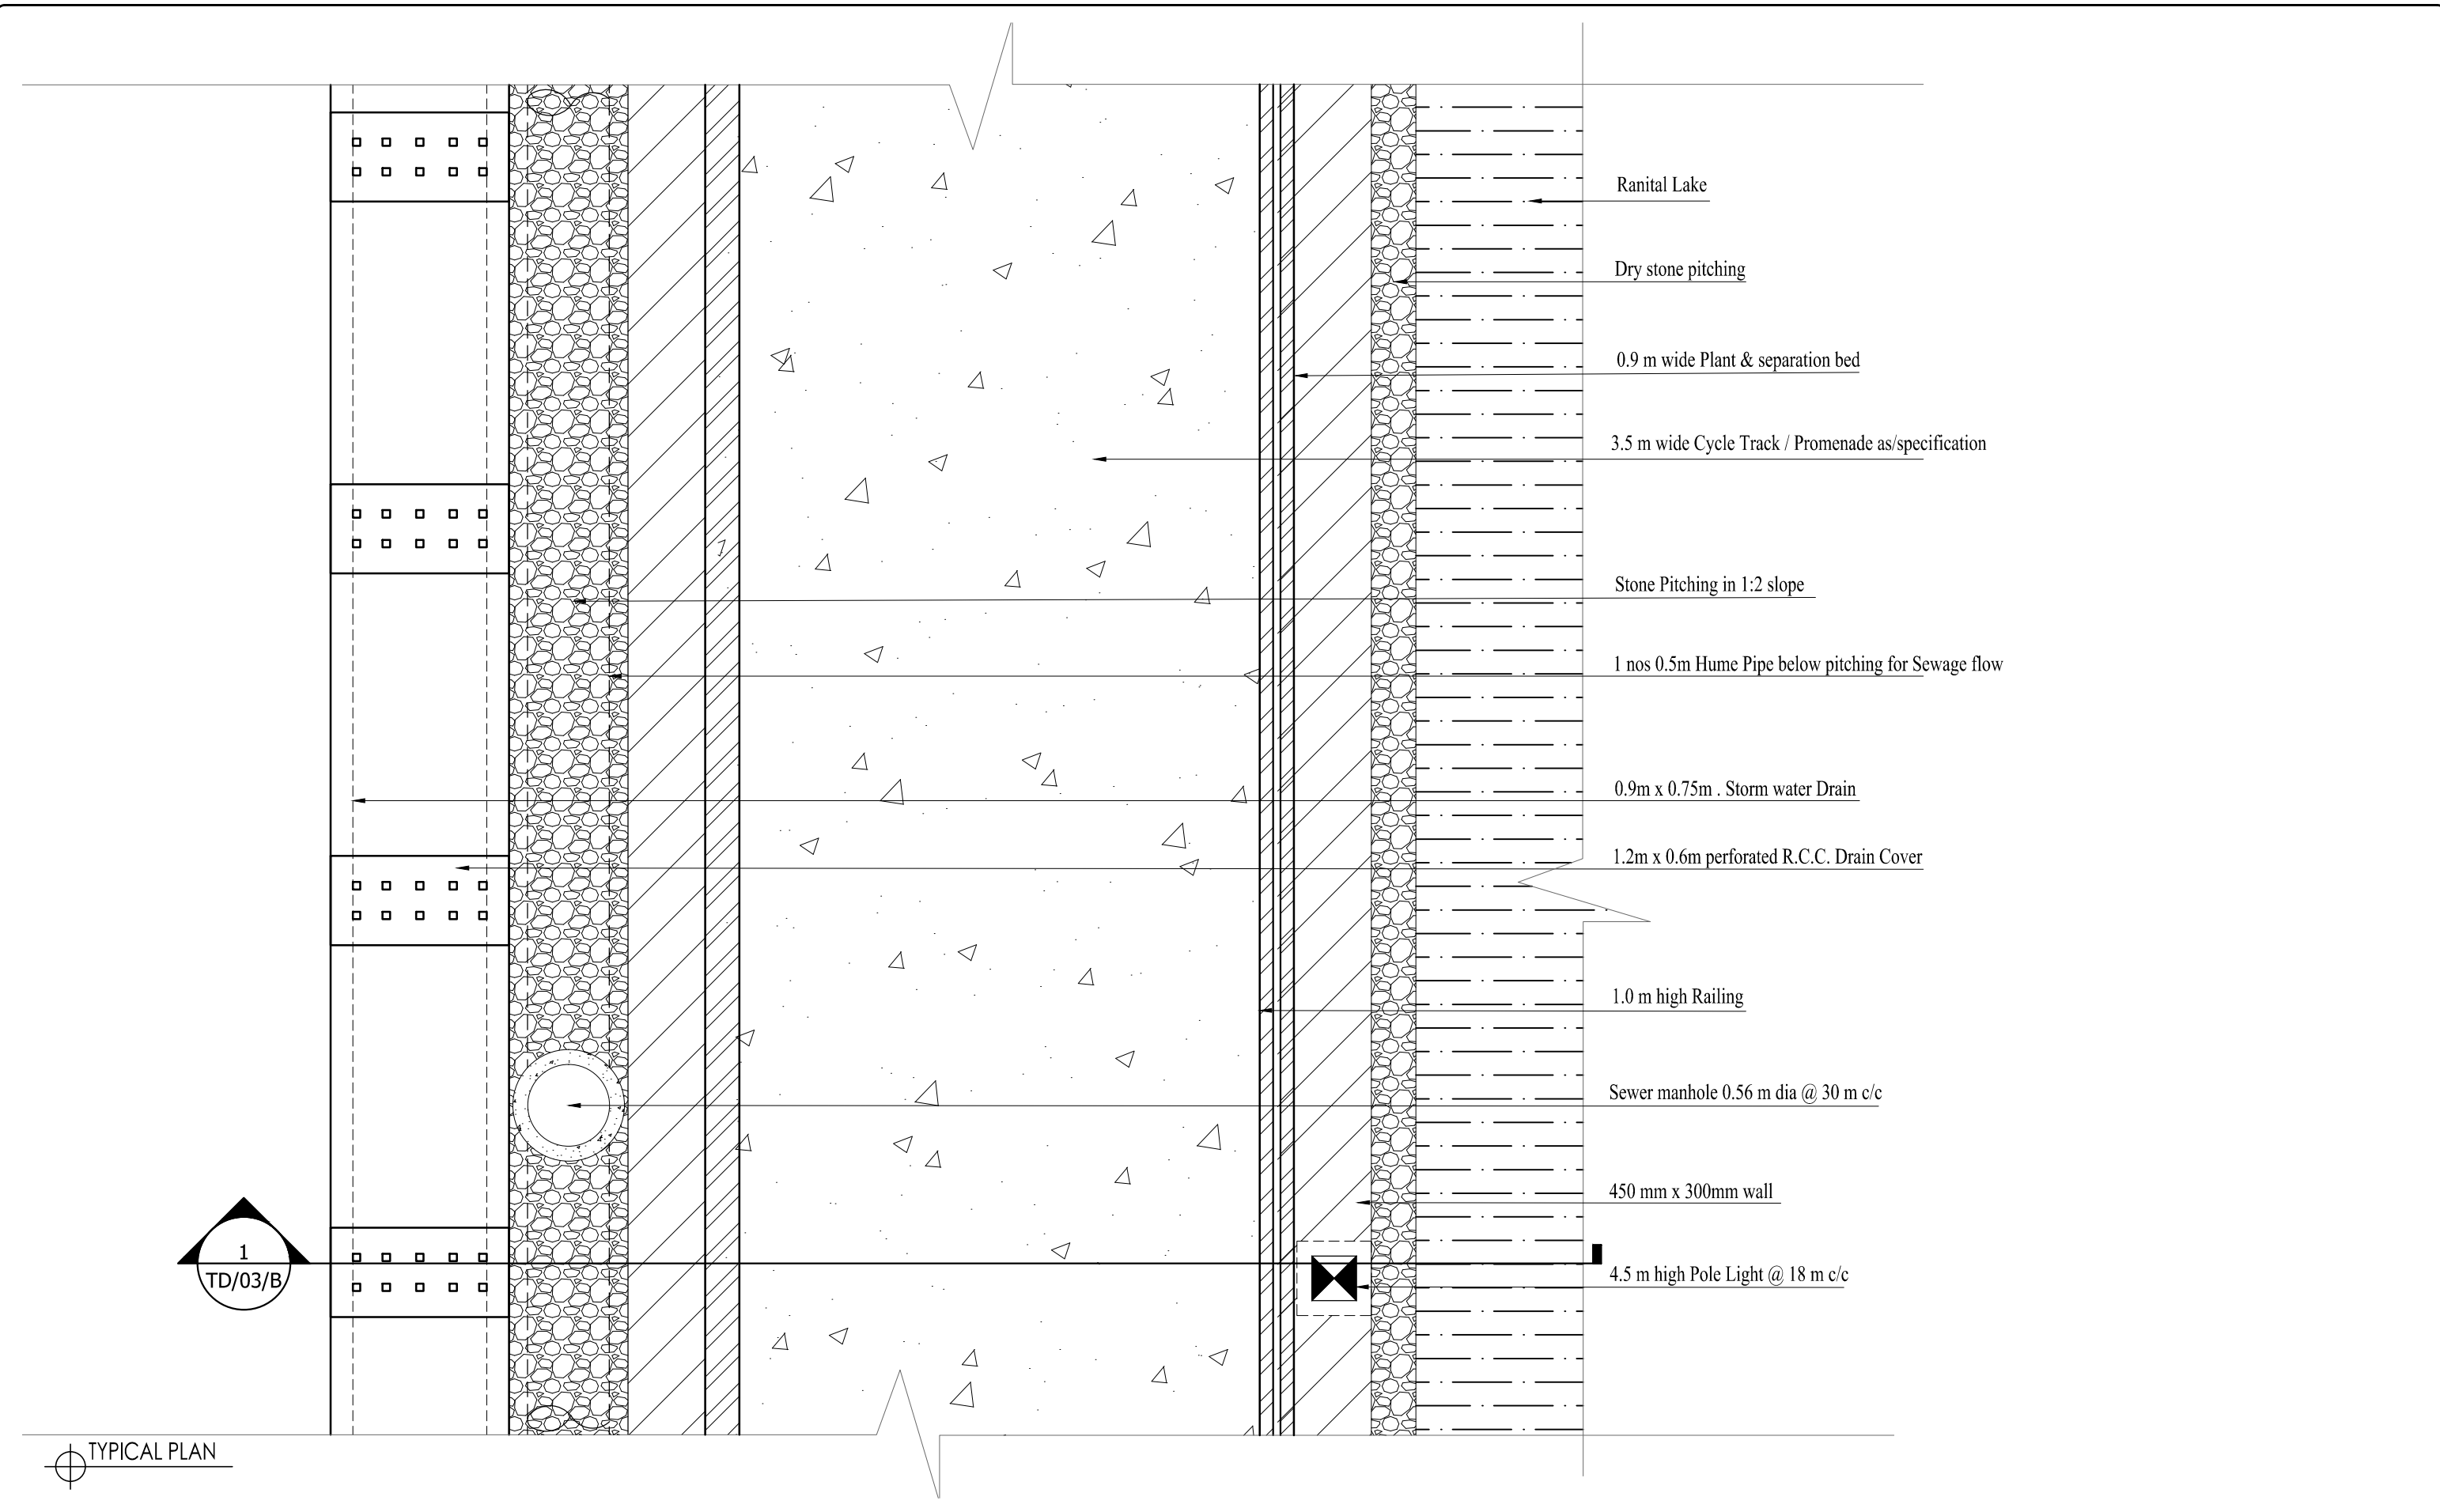 Ranital Lake
Dry stone pitching
0.9 m wide Plant & separation bed
3.5 m wide Cycle Track / Promenade as/specification
Stone Pitching in 1:2 slope
1 nos 0.5m Hume Pipe below pitching for Sewage flow
0.9m x 0.75m . Storm water Drain
1.2m x 0.6m perforated R.C.C. Drain Cover
1.0 m high Railing
Sewer manhole 0.56 m dia @ 30 m c/c
450 mm x 300mm wall
4.5 m high Pole Light @ 18 m c/c
1
TD/03/B
TYPICAL PLAN